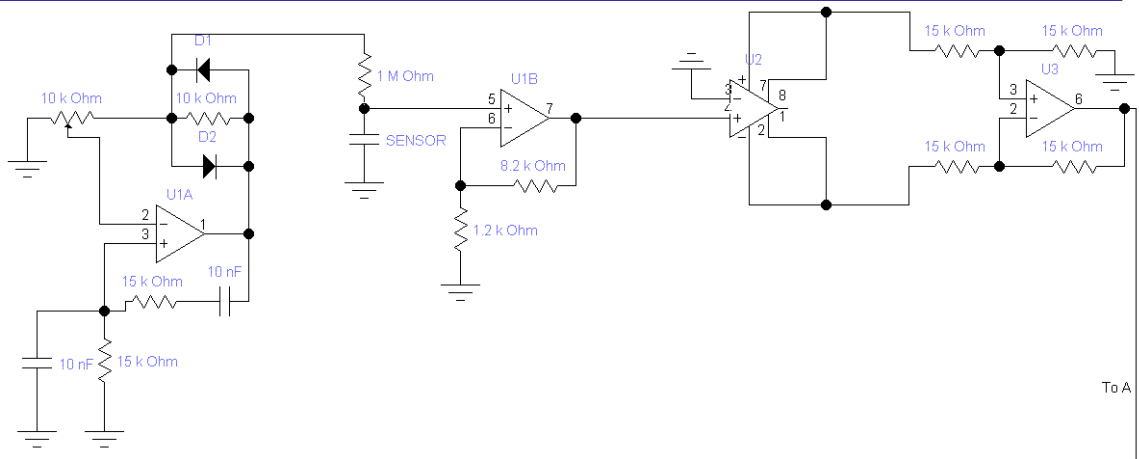 D1
10 k Ohm
10 k Ohm
D2
U1A
2
3
1
-
+
15 k Ohm
10 nF
10 nF
15 k Ohm
1 M Ohm
SENSOR
U1B
5
6
7
+
-
8.2 k Ohm
1.2 k Ohm
U2
+
3
-
+
-
7
8
1
2
15 k Ohm
15 k Ohm
U3
3
2
6
+
-
15 k Ohm
15 k Ohm
To A